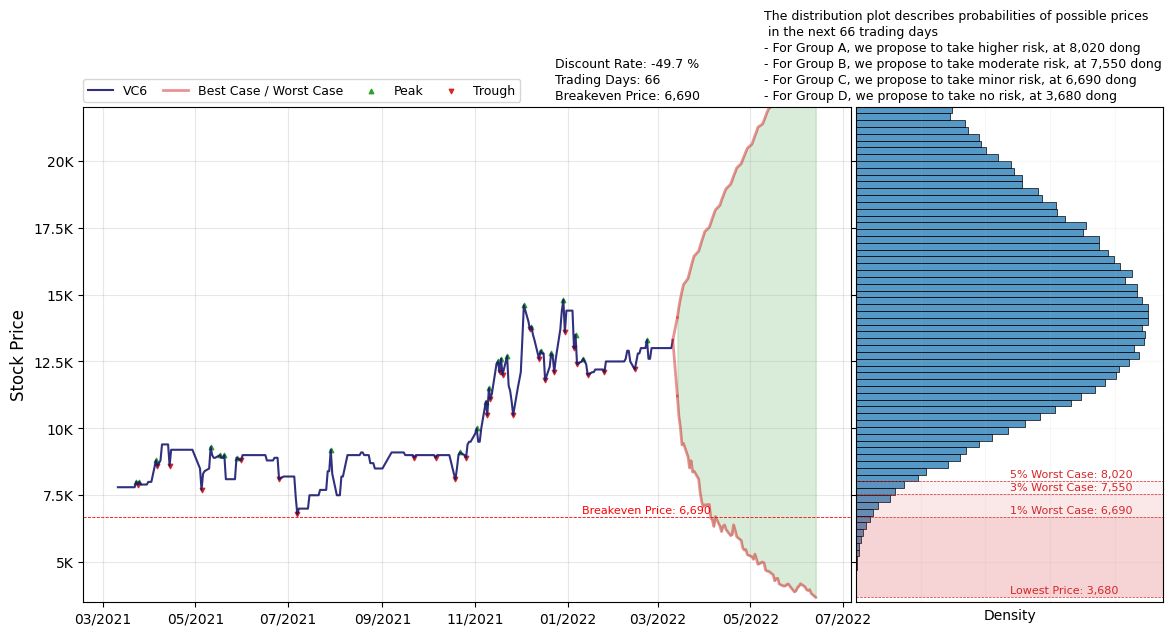 The distribution plot describes probabilities of possible prices
in the next 66 trading days
- For Group A, we propose to take higher risk, at 8,020 dong
- For Group B, we propose to take moderate risk, at 7,550 dong
- For Group C, we propose to take minor risk, at 6,690 dong
- For Group D, we propose to take no risk, at 3,680 dong
Discount Rate: -49.7 %
Trading Days: 66
Breakeven Price: 6,690
VC6 Best Case / Worst Case Peak Trough
Stock Price
20K
17.5K
15K
12.5K
10K
7.5K
5K
Breakeven Price: 6,690
5% Worst Case: 8,020
3% Worst Case: 7,550
1% Worst Case: 6,690
Lowest Price: 3,680
03/2021 05/2021 07/2021 09/2021 11/2021 01/2022 03/2022 05/2022 07/2022
Density